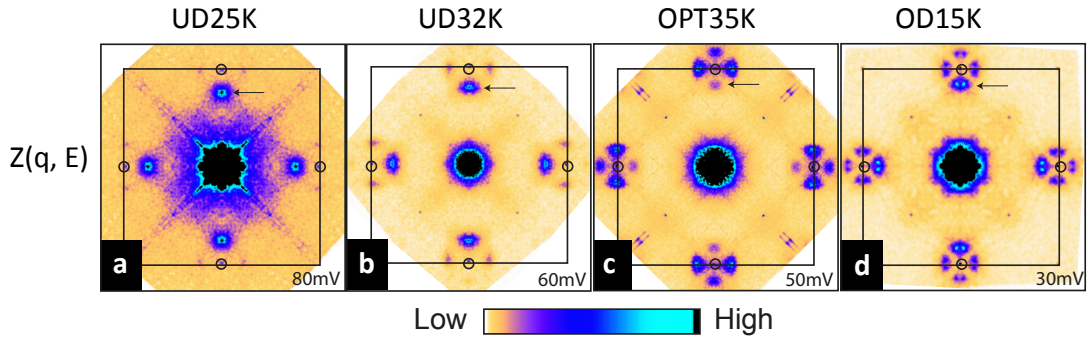 UD25K UD32K OPT35K OD15K
Z(q, E)
a 80mV b 60mV c 50mV d 30mV
Low High